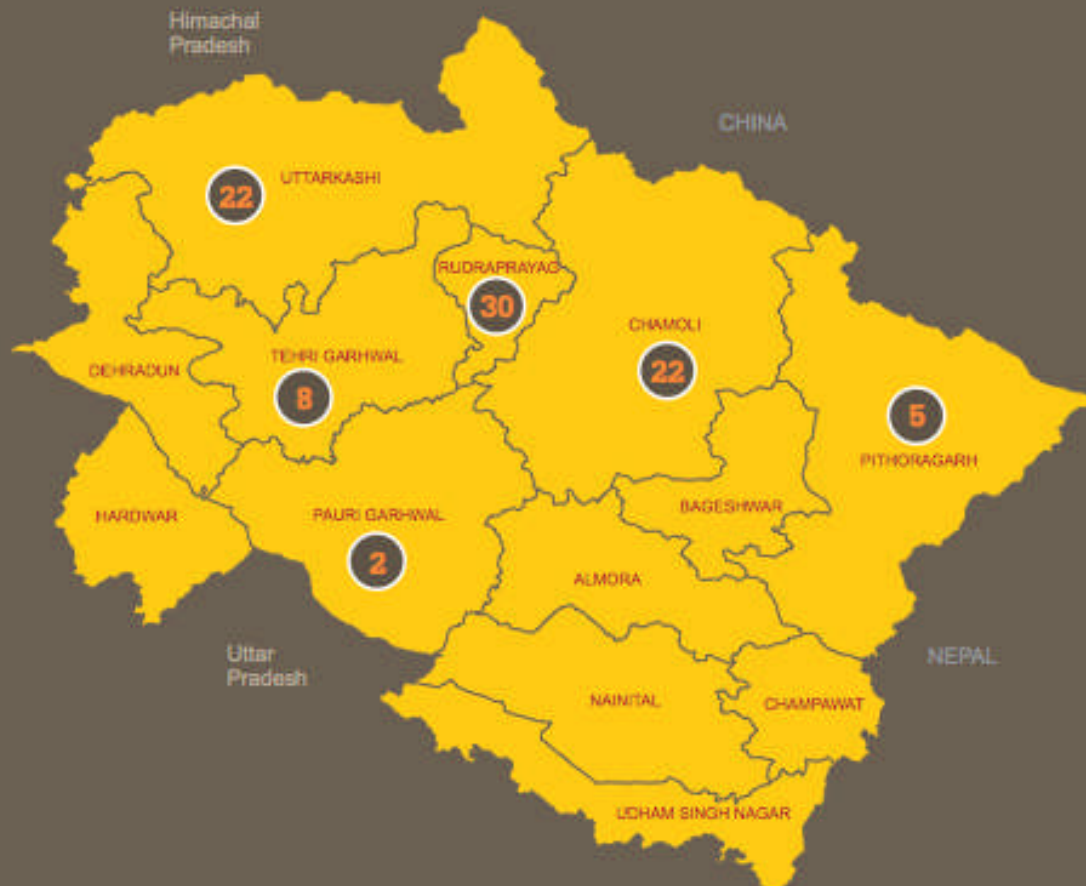 Himachal
Pradesh
CHINA
UTTARKASHI
22
RUDRAPRAYAG
30
CHAMOLI
22
TEHRI GARHWAL
8
DEHRADUN
5
PITHORAGARH
HARDWAR
PAURI GARHWAL
2
BAGESHWAR
ALMORA
Uttar
Pradesh
NEPAL
NAINITAL
CHAMPAWAT
UDHAM SINGH NAGAR